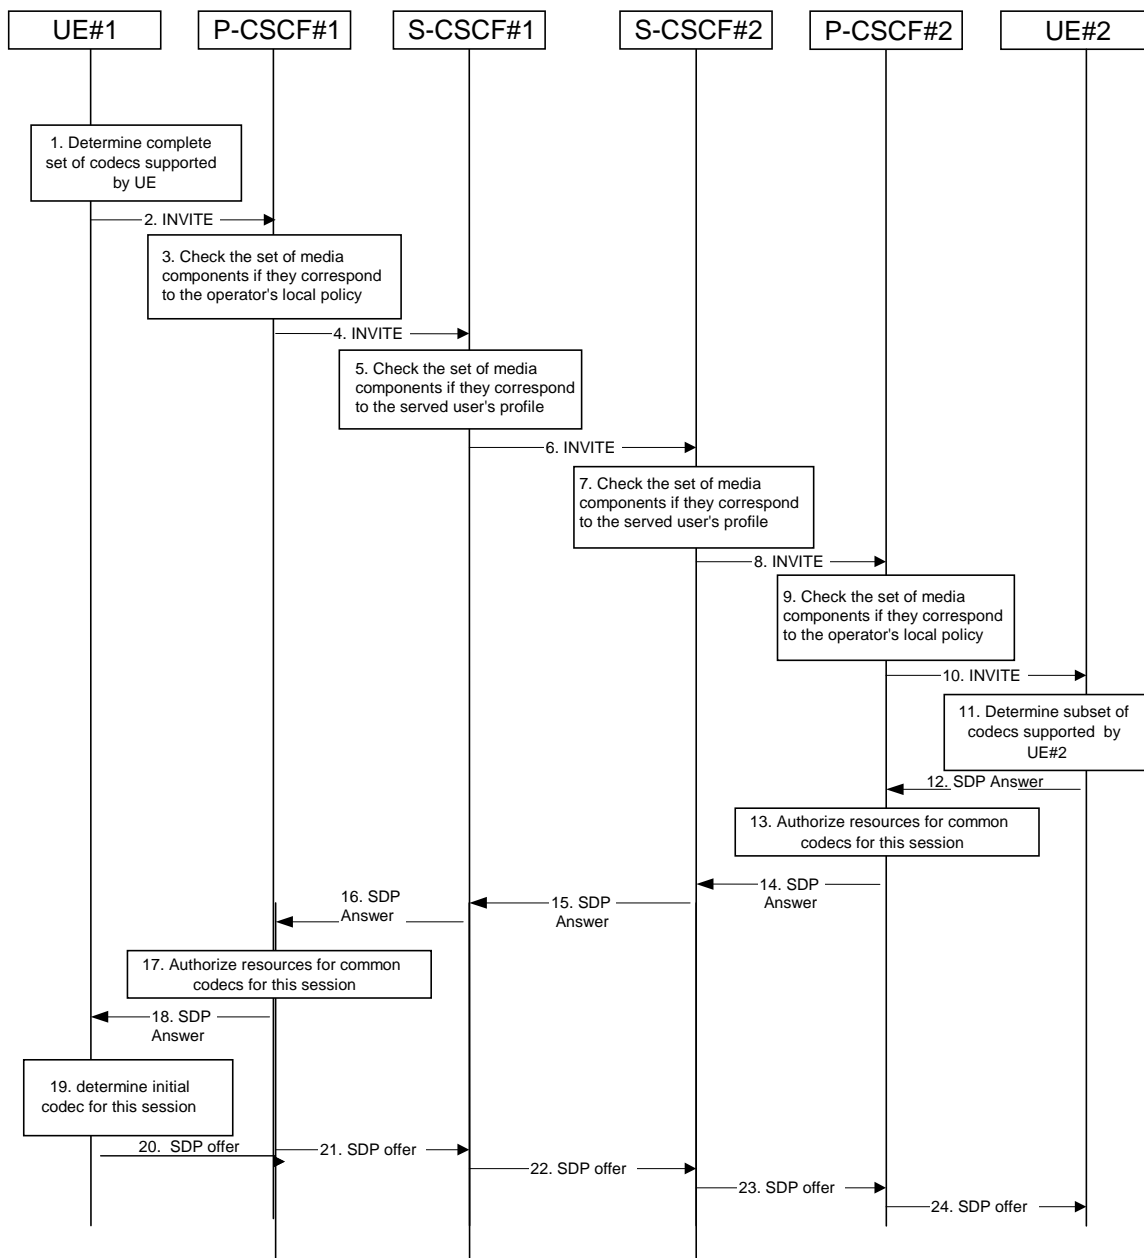 UE#1
P-CSCF#1
S-CSCF#1
S-CSCF#2
P-CSCF#2
UE#2
1. Determine complete
set of codecs supported
by UE
2. INVITE
3. Check the set of media
components if they correspond
to the operator's local policy
4. INVITE
5. Check the set of media
components if they correspond
to the served user's profile
6. INVITE
7. Check the set of media
components if they correspond
to the served user's profile
8. INVITE
9. Check the set of media
components if they correspond
to the operator's local policy
10. INVITE
11. Determine subset of
codecs supported by
UE#2
12. SDP Answer
13. Authorize resources for common
codecs for this session
14. SDP
Answer
15. SDP
Answer
16. SDP
Answer
17. Authorize resources for common
codecs for this session
18. SDP
Answer
19. determine initial
codec for this session
20. SDP offer
21. SDP offer
22. SDP offer
23. SDP offer
24. SDP offer